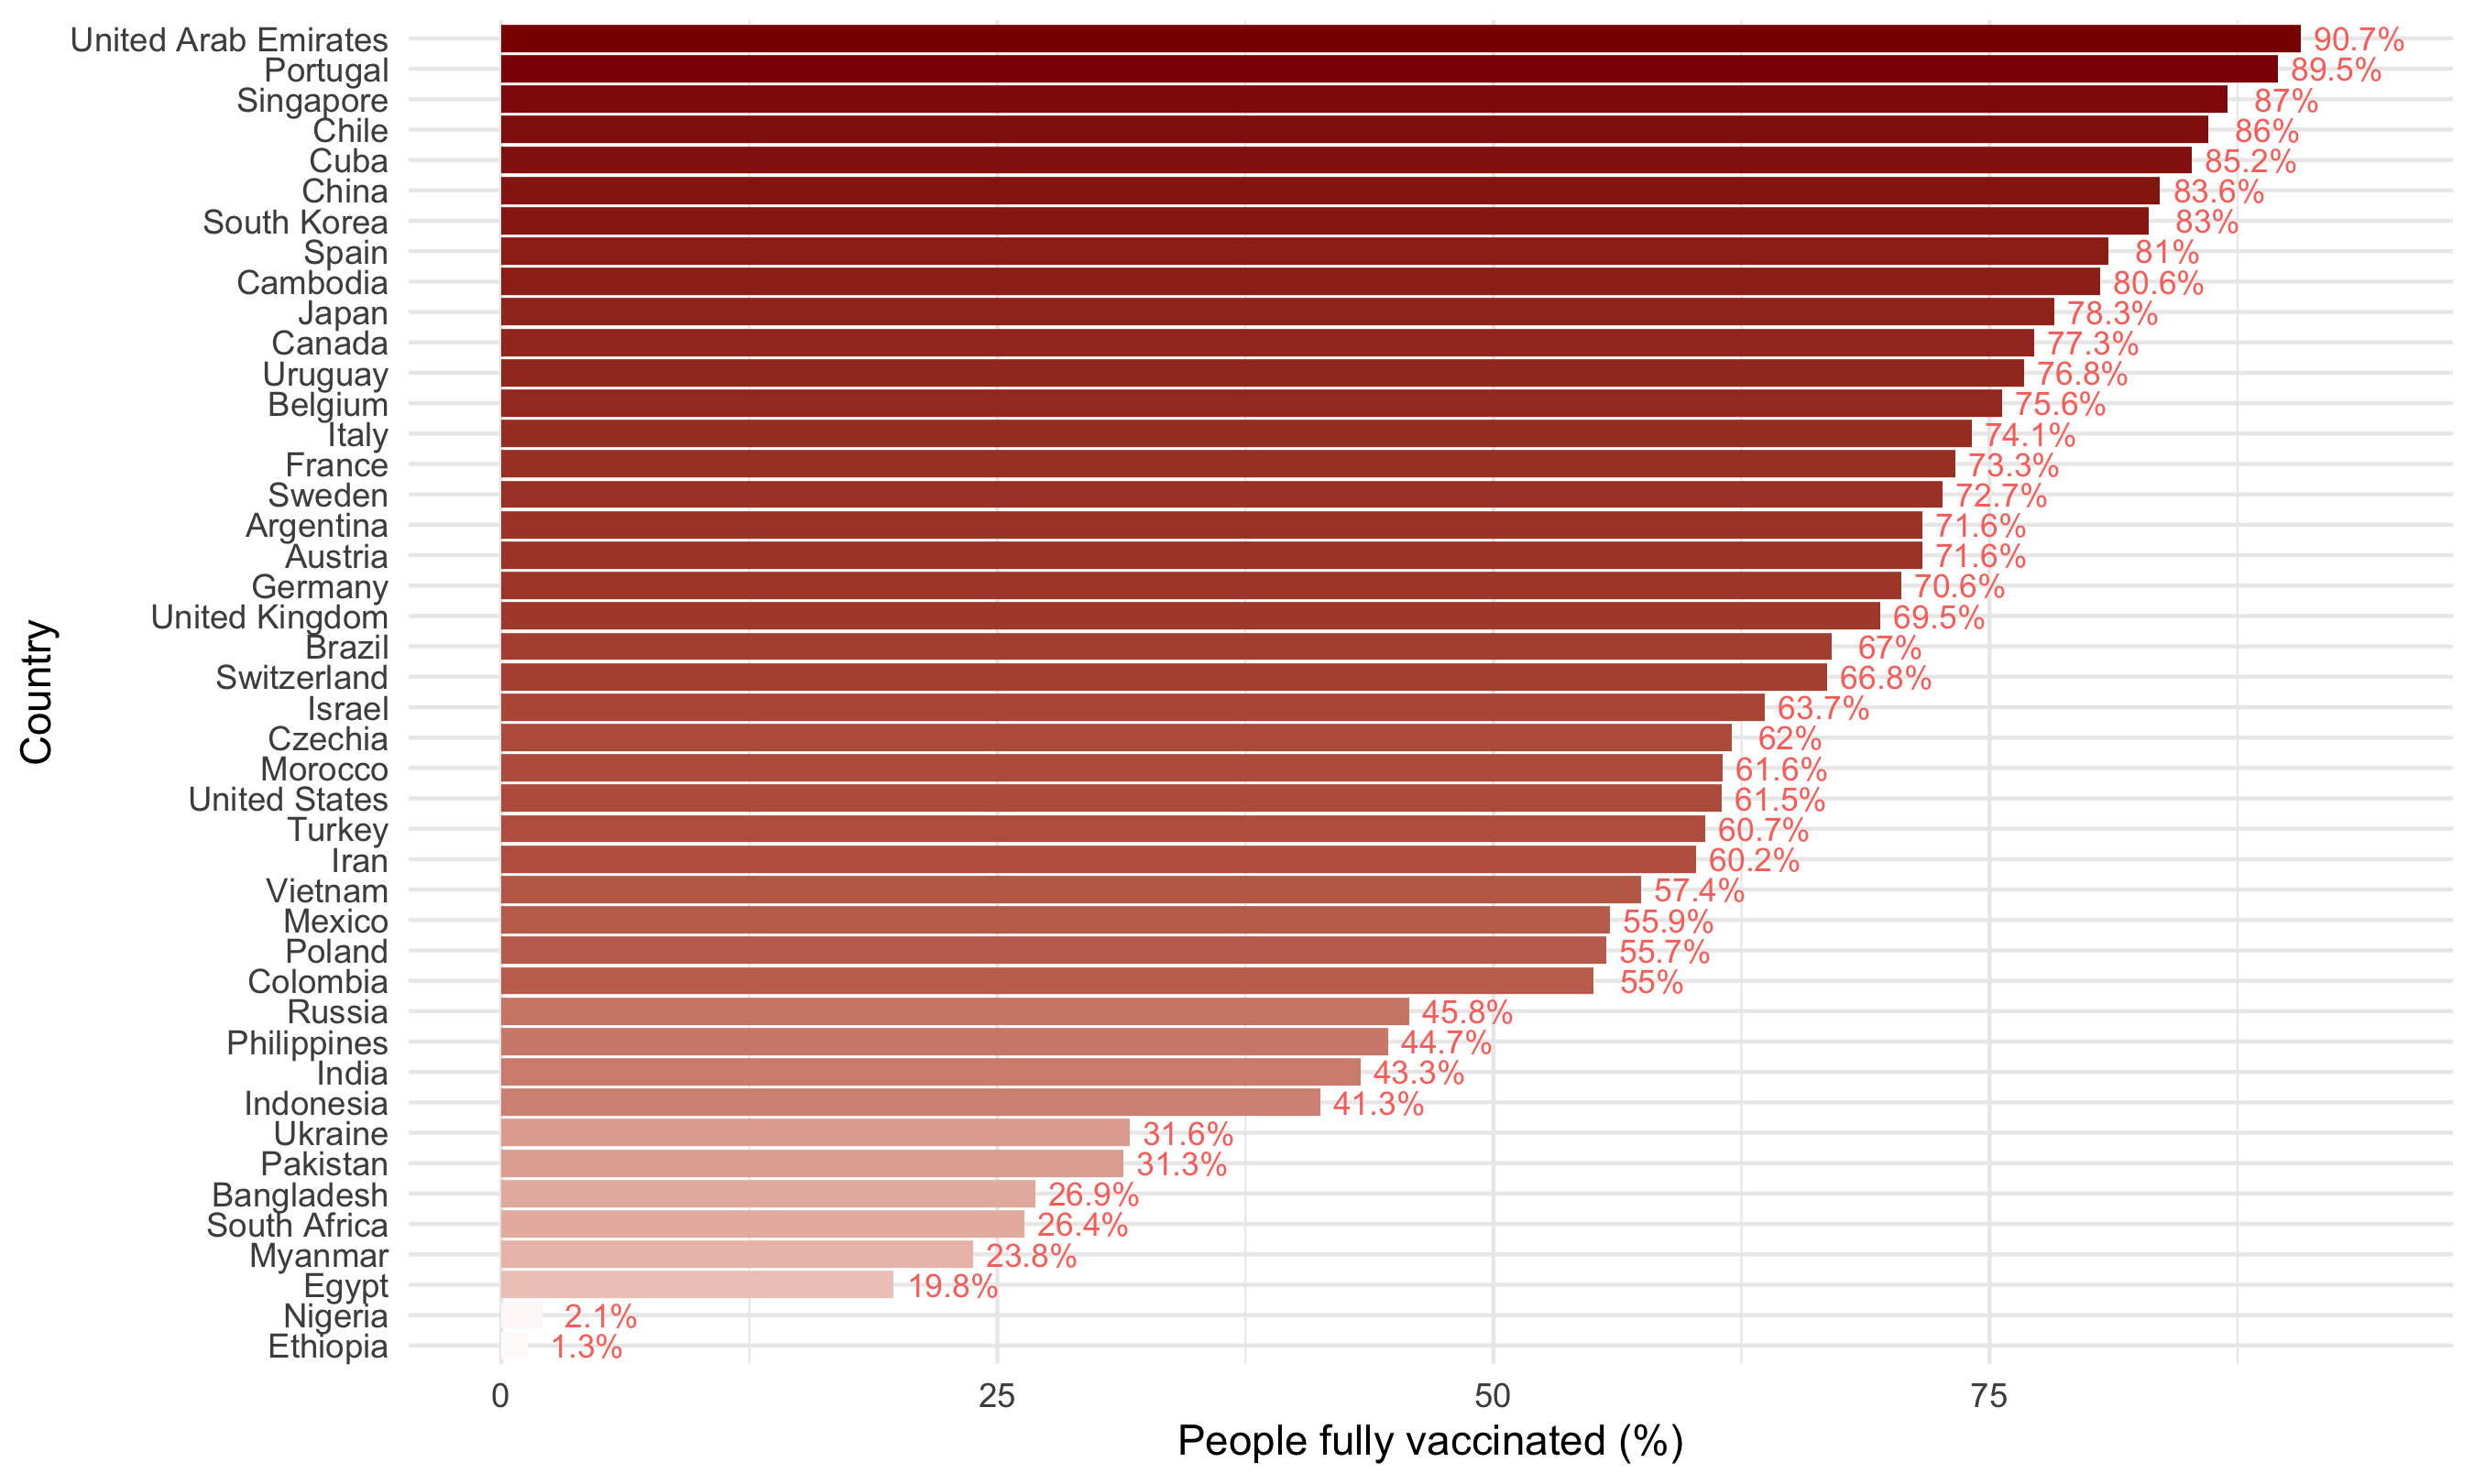 United Arab Emirates 90.7%
Portugal 89.5%
Singapore 87%
Chile 86%
Cuba 85.2%
China 83.6%
South Korea 83%
Spain 81%
Cambodia 80.6%
Japan 78.3%
Canada 77.3%
Uruguay 76.8%
Belgium 75.6%
Italy 74.1%
France 73.3%
Sweden 72.7%
Argentina 71.6%
Austria 71.6%
Germany 70.6%
United Kingdom 69.5%
Brazil 67%
Switzerland 66.8%
Israel 63.7%
Czechia 62%
Morocco 61.6%
United States 61.5%
Turkey 60.7%
Iran 60.2%
Vietnam 57.4%
Mexico 55.9%
Poland 55.7%
Colombia 55%
Russia 45.8%
Philippines 44.7%
India 43.3%
Indonesia 41.3%
Ukraine 31.6%
Pakistan 31.3%
Bangladesh 26.9%
South Africa 26.4%
Myanmar 23.8%
Egypt 19.8%
Nigeria 2.1%
Ethiopia 1.3%
Country
0 25 50 75
People fully vaccinated (%)